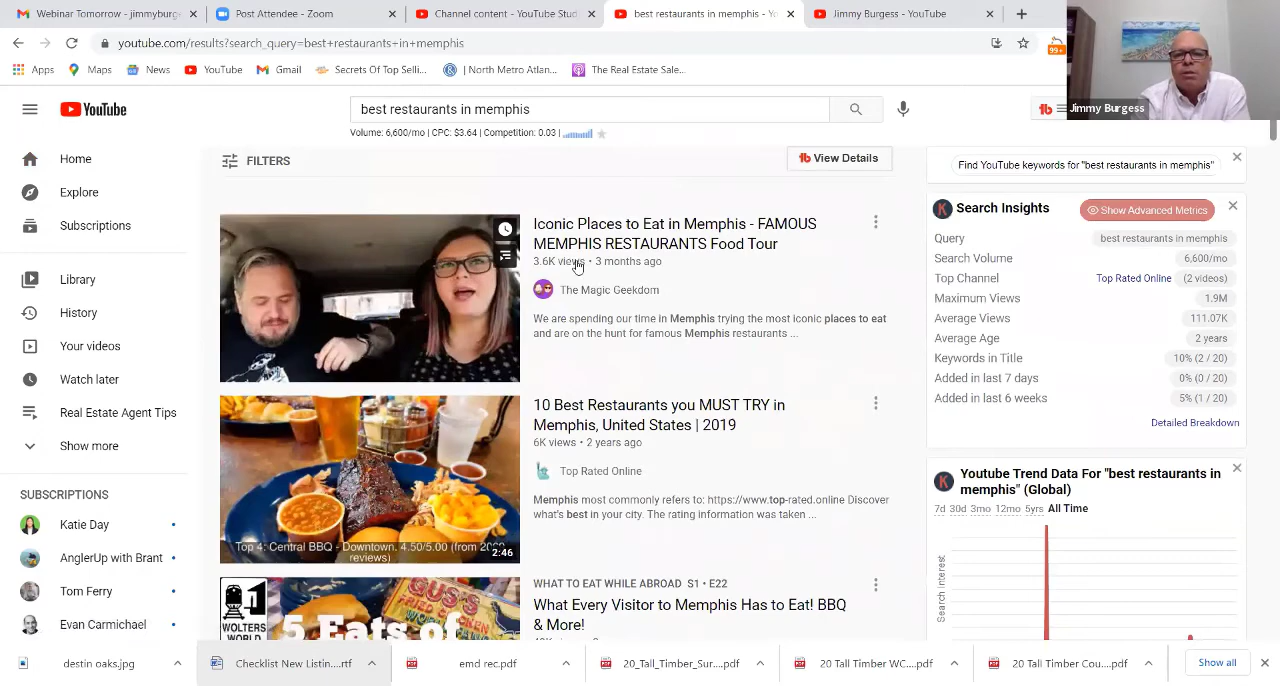 Webinar Tomorrow - jimmyburg
Post Attendee - Zoom
Channel content - YouTube Stud
best restaurants in memphis - Yo
Jimmy Burgess - YouTube
youtube.com/results?search_query=best+restaurants+in+memphis
99+
Apps
Maps
News
YouTube
Gmail
Secrets Of Top Selli...
| North Metro Atlan...
The Real Estate Sale...
Jimmy Burgess
YouTube
best restaurants in memphis
Volume: 6,600/mo | CPC: $3.64 | Competition: 0.03 |
Home
Explore
Subscriptions
Library
History
Your videos
Watch later
Real Estate Agent Tips
Show more
SUBSCRIPTIONS
Katie Day
AnglerUp with Brant
Tom Ferry
Evan Carmichael
FILTERS
View Details
Iconic Places to Eat in Memphis - FAMOUS
MEMPHIS RESTAURANTS Food Tour
3.6K views • 3 months ago
The Magic Geekdom
We are spending our time in Memphis trying the most iconic places to eat
and are on the hunt for famous Memphis restaurants ...
Top 4: Central BBQ - Downtown. 4.50/5.00 (from
reviews)
2:46
10 Best Restaurants you MUST TRY in
Memphis, United States | 2019
6K views • 2 years ago
Top Rated Online
Memphis most commonly refers to: https://www.top-rated.online Discover
what's best in your city. The rating information was taken ...
WOLTERS
WORLD
GUS'S
5 Eats of
WHAT TO EAT WHILE ABROAD S1 • E22
What Every Visitor to Memphis Has to Eat! BBQ
& More!
Find YouTube keywords for "best restaurants in memphis"
Search Insights
Show Advanced Metrics
Query best restaurants in memphis
Search Volume 6,600/mo
Top Channel Top Rated Online (2 videos)
Maximum Views 1.9M
Average Views 111.07K
Average Age 2 years
Keywords in Title 10% (2 / 20)
Added in last 7 days 0% (0 / 20)
Added in last 6 weeks 5% (1 / 20)
Detailed Breakdown
Youtube Trend Data For "best restaurants in
memphis" (Global)
7d 30d 3mo 12mo 5yrs All Time
Search Interest
destin oaks.jpg
Checklist New Listin....rtf
emd rec.pdf
20_Tall_Timber_Sur....pdf
20 Tall Timber WC....pdf
20 Tall Timber Cou....pdf
Show all